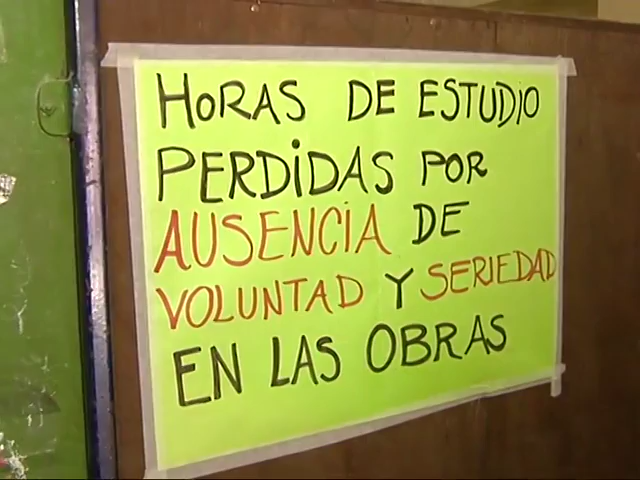 HORAS DE ESTUDIO
PERDIDAS POR
AUSENCIA DE
VOLUNTAD Y SERIEDAD
EN LAS OBRAS